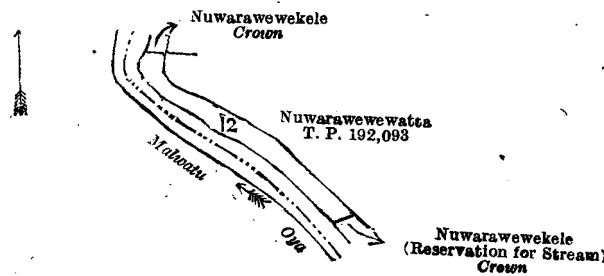 Nuwarawewekele
Crown
Nuwarawewewatta
T. P. 192,093
12
Malwatu
Oya
Nuwarawewekele
(Reservation for Stream)
Crown